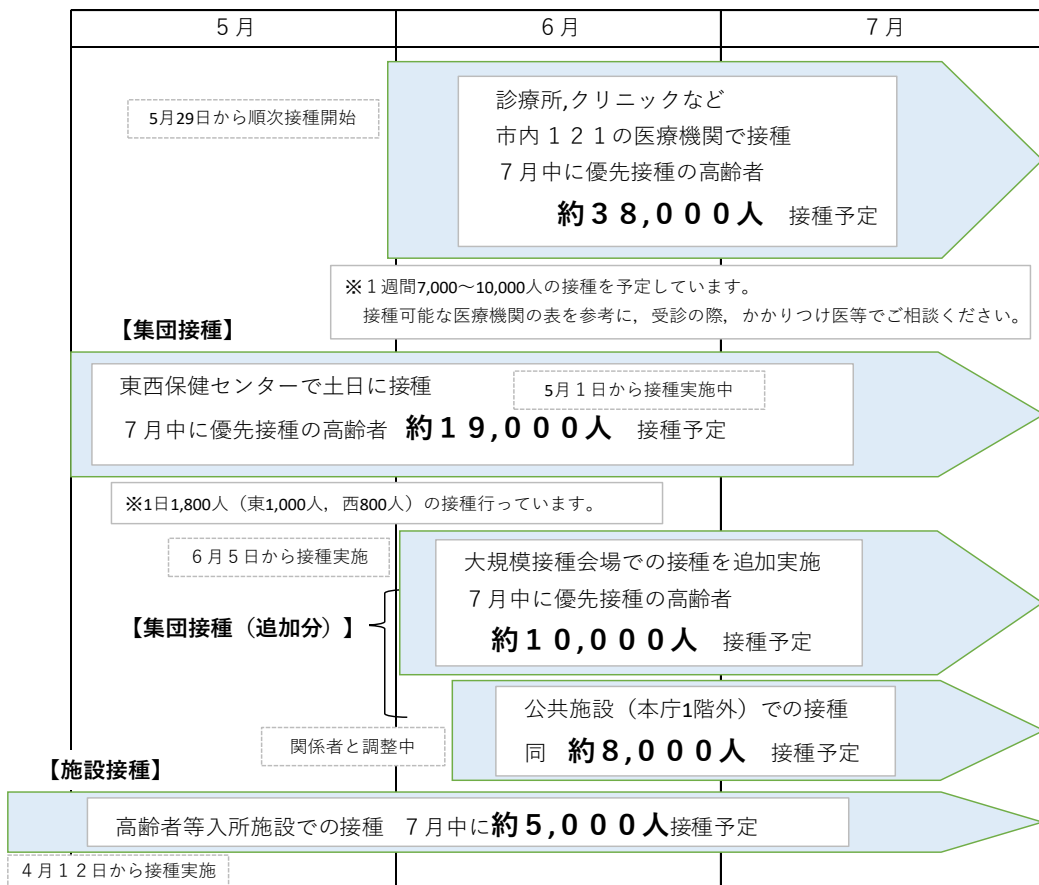 ５月 ６月 ７月
5月29日から順次接種開始
診療所,クリニックなど
市内１２１の医療機関で接種
７月中に優先接種の高齢者
約３８,０００人 接種予定
※１週間7,000～10,000人の接種を予定しています。
接種可能な医療機関の表を参考に，受診の際，かかりつけ医等でご相談ください。
【集団接種】
東西保健センターで土日に接種
5月１日から接種実施中
７月中に優先接種の高齢者 約１９,０００人 接種予定
※1日1,800人（東1,000人，西800人）の接種行っています。
６月５日から接種実施
大規模接種会場での接種を追加実施
７月中に優先接種の高齢者
約１０,０００人 接種予定
【集団接種（追加分）】
公共施設（本庁1階外）での接種
同 約８,０００人 接種予定
関係者と調整中
【施設接種】
高齢者等入所施設での接種 ７月中に約５,０００人接種予定
４月１２日から接種実施